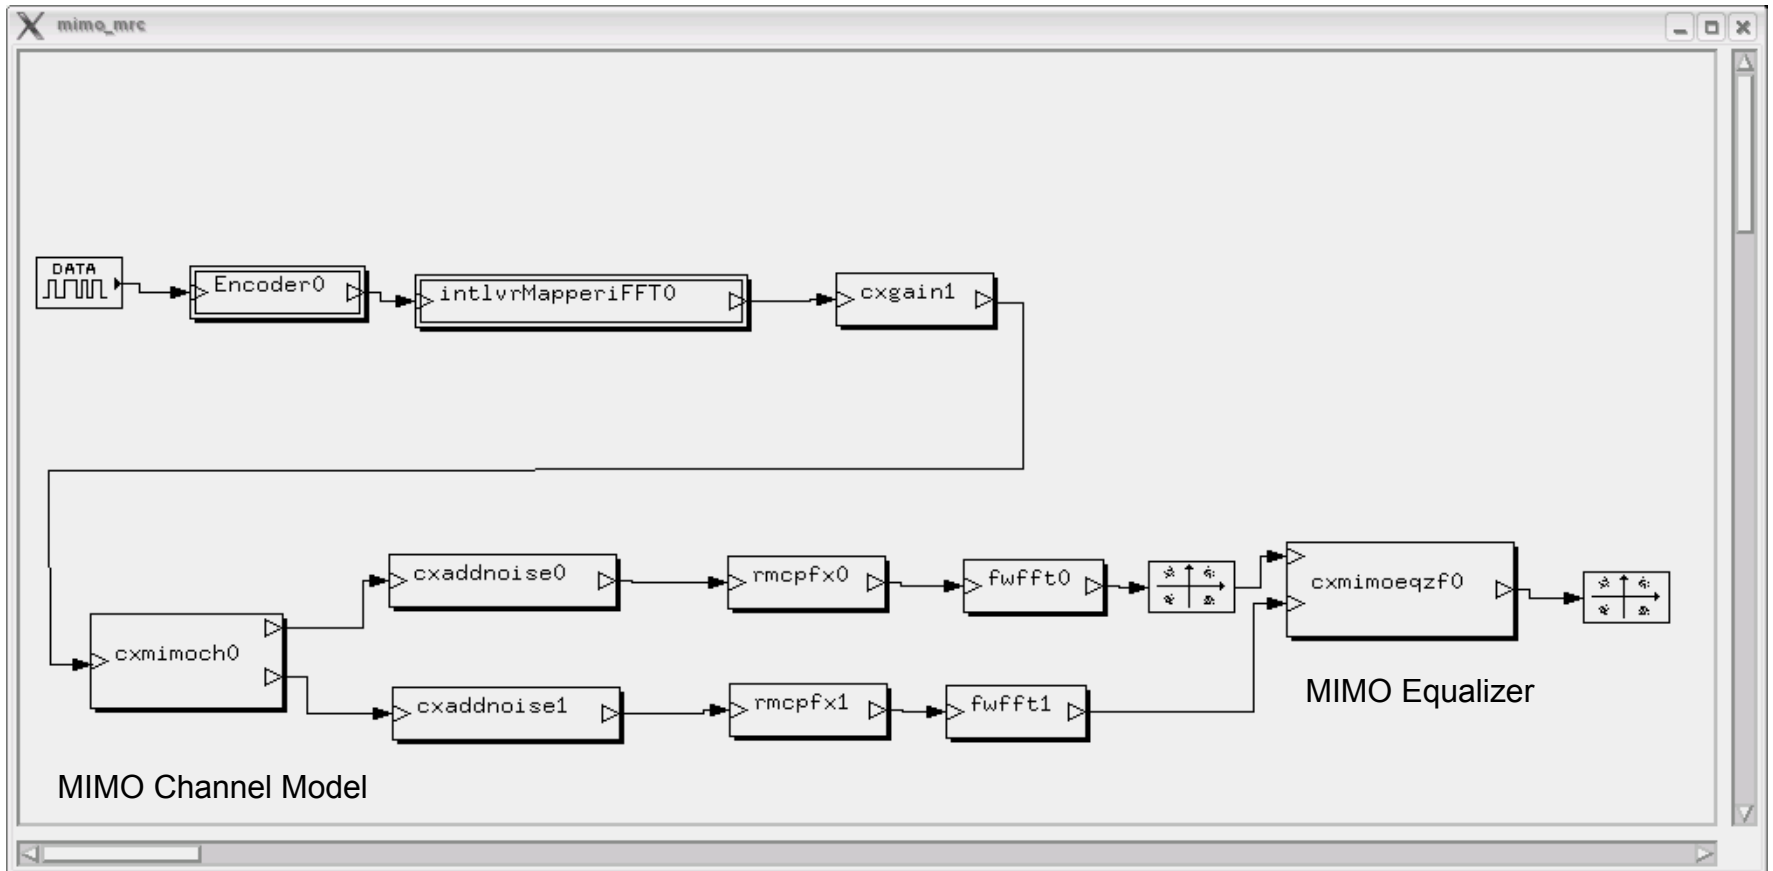 mimo_mrc
DATA
Encoder0
intlvrMapperiFFT0
cxgain1
cxaddnoise0
rmcpfx0
fwfft0
cxmimoeqzf0
cxmimoch0
cxaddnoise1
rmcpfx1
fwfft1
MIMO Equalizer
MIMO Channel Model